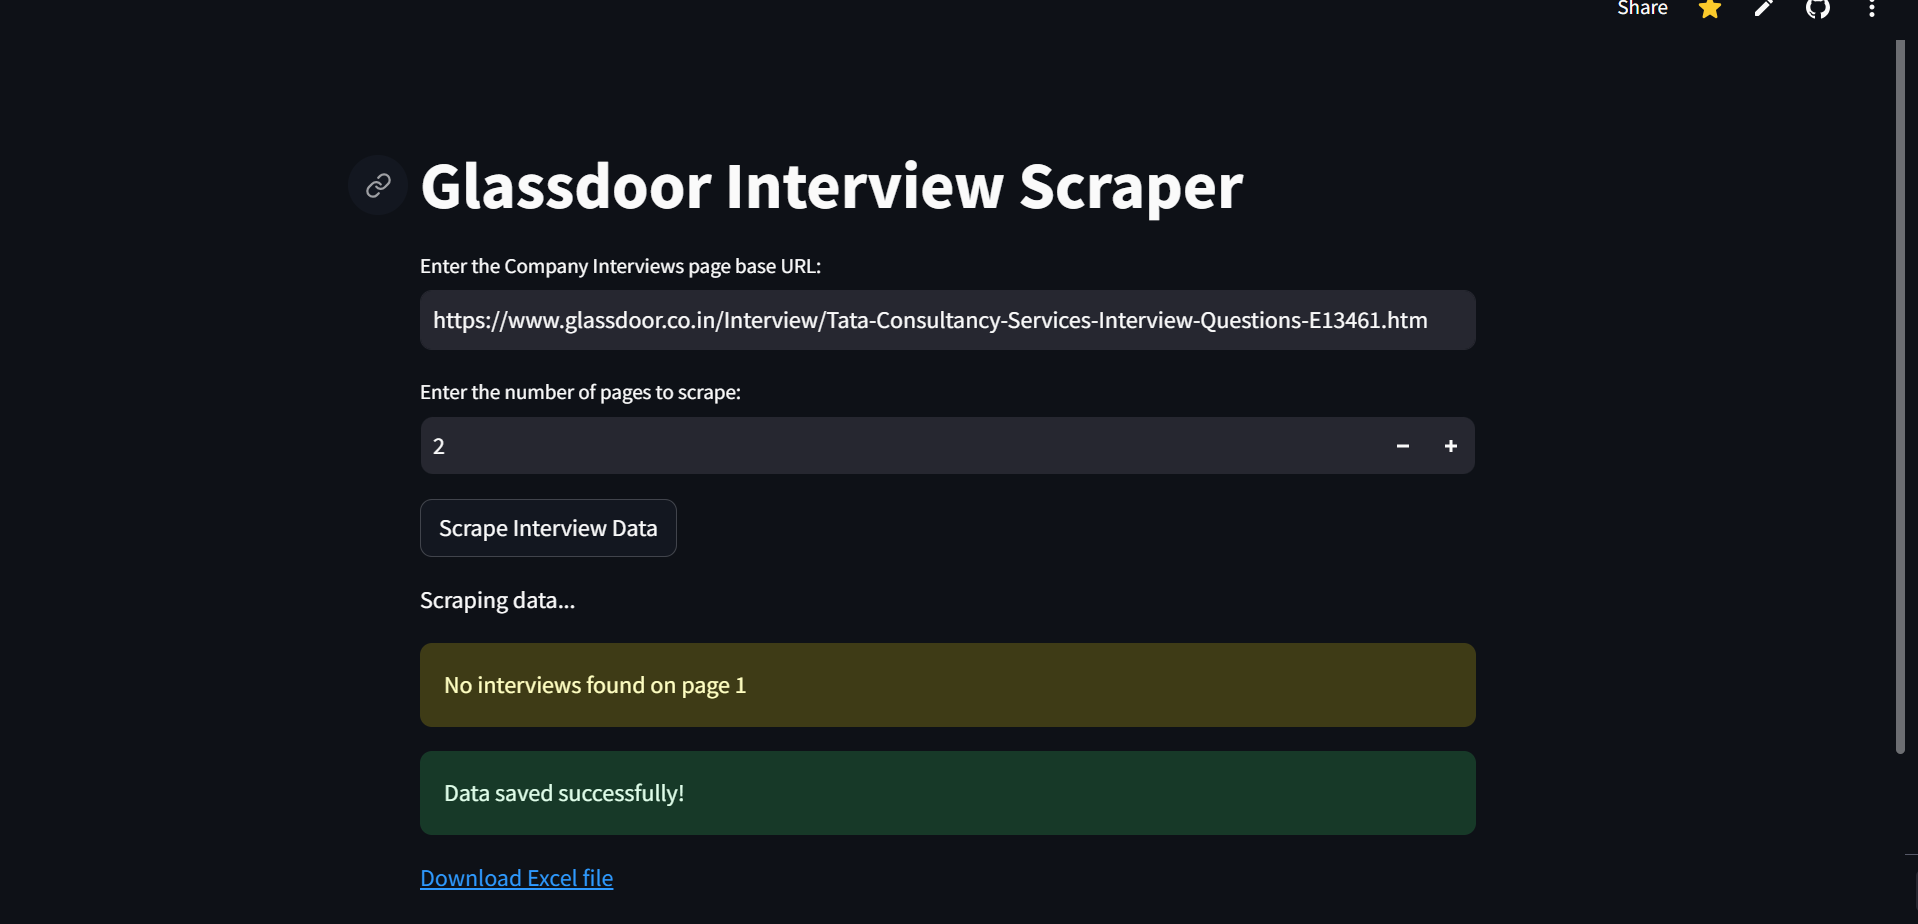 Share
Glassdoor Interview Scraper
Enter the Company Interviews page base URL:
https://www.glassdoor.co.in/Interview/Tata-Consultancy-Services-Interview-Questions-E13461.htm
Enter the number of pages to scrape:
2
Scrape Interview Data
Scraping data...
No interviews found on page 1
Data saved successfully!
Download Excel file